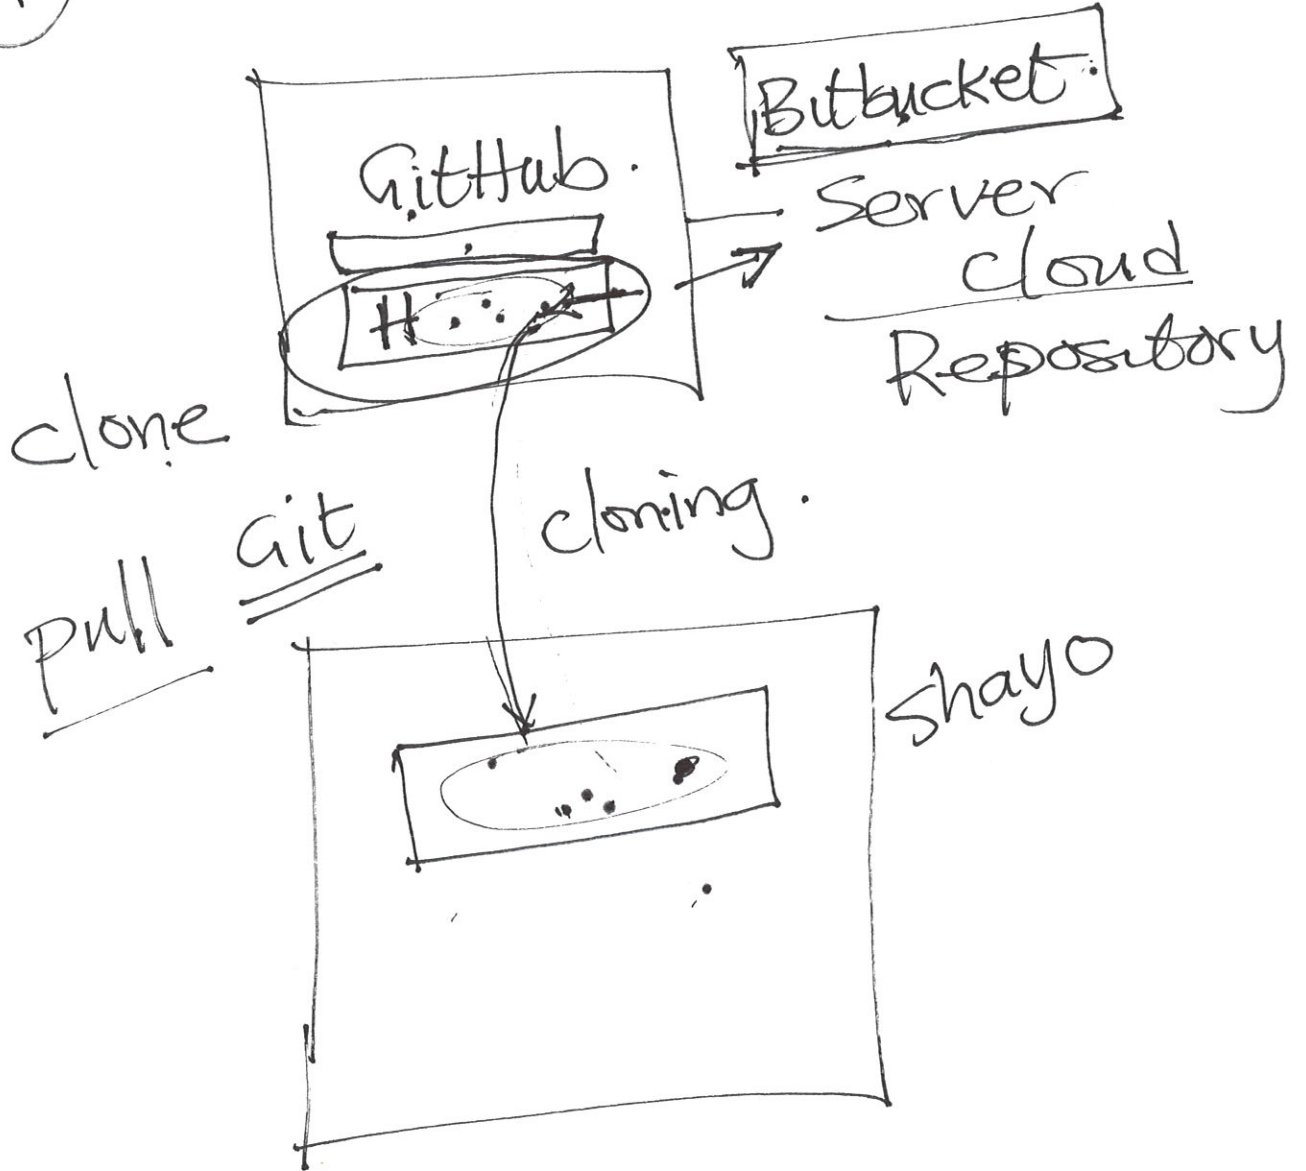 Bitbucket.
GitHub.
Server
Cloud
Repository
H
clone
Git
cloning.
pull
shayo